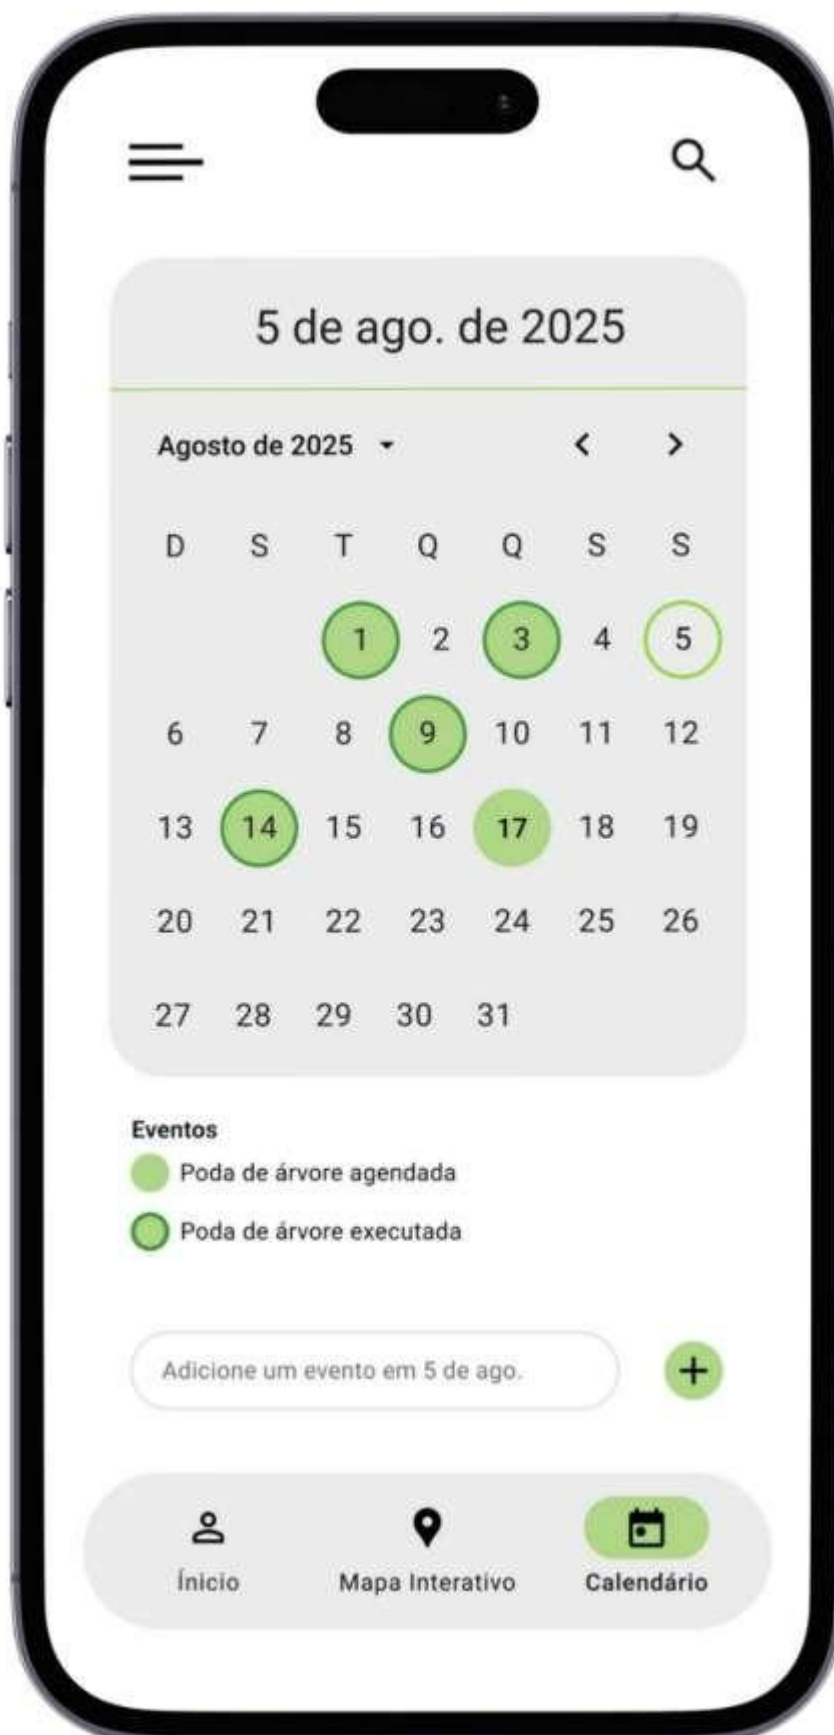 5 de ago. de 2025
Agosto de 2025
D S T Q Q S S
1 2 3 4 5
6 7 8 9 10 11 12
13 14 15 16 17 18 19
20 21 22 23 24 25 26
27 28 29 30 31
Eventos
Poda de árvore agendada
Poda de árvore executada
Adicione um evento em 5 de ago.
Ínicio Mapa Interativo Calendário